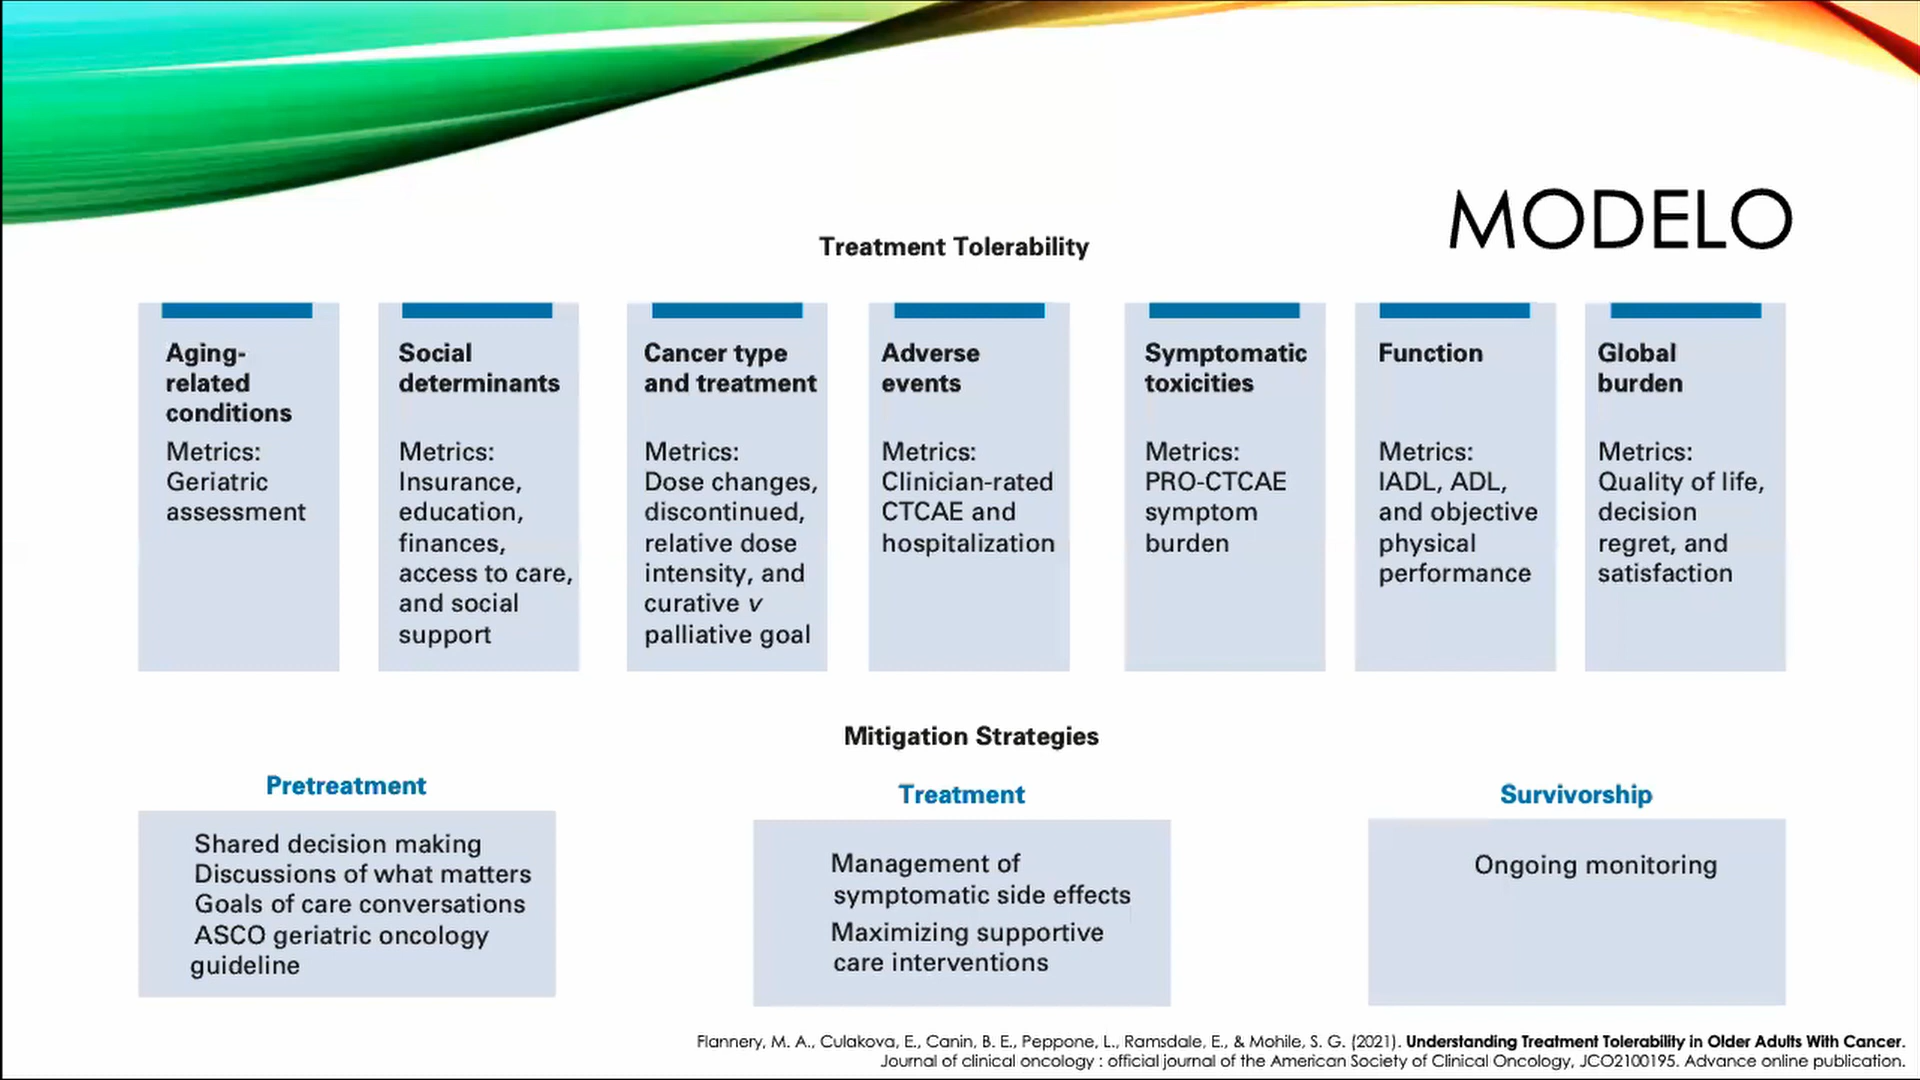 MODELO
Treatment Tolerability
Aging-
related
conditions
Metrics:
Geriatric
assessment
Social
determinants
Metrics:
Insurance,
education,
finances,
access to care,
and social
support
Cancer type
and treatment
Metrics:
Dose changes,
discontinued,
relative dose
intensity, and
curative v
palliative goal
Adverse
events
Metrics:
Clinician-rated
CTCAE and
hospitalization
Symptomatic
toxicities
Metrics:
PRO-CTCAE
symptom
burden
Function
Metrics:
IADL, ADL,
and objective
physical
performance
Global
burden
Metrics:
Quality of life,
decision
regret, and
satisfaction
Mitigation Strategies
Pretreatment
Shared decision making
Discussions of what matters
Goals of care conversations
ASCO geriatric oncology
guideline
Treatment
Management of
symptomatic side effects
Maximizing supportive
care interventions
Survivorship
Ongoing monitoring
Flannery, M. A., Culakova, E., Canin, B. E., Peppone, L., Ramsdale, E., & Mohile, S. G. (2021). Understanding Treatment Tolerability in Older Adults With Cancer.
Journal of clinical oncology : official journal of the American Society of Clinical Oncology, JCO2100195. Advance online publication.